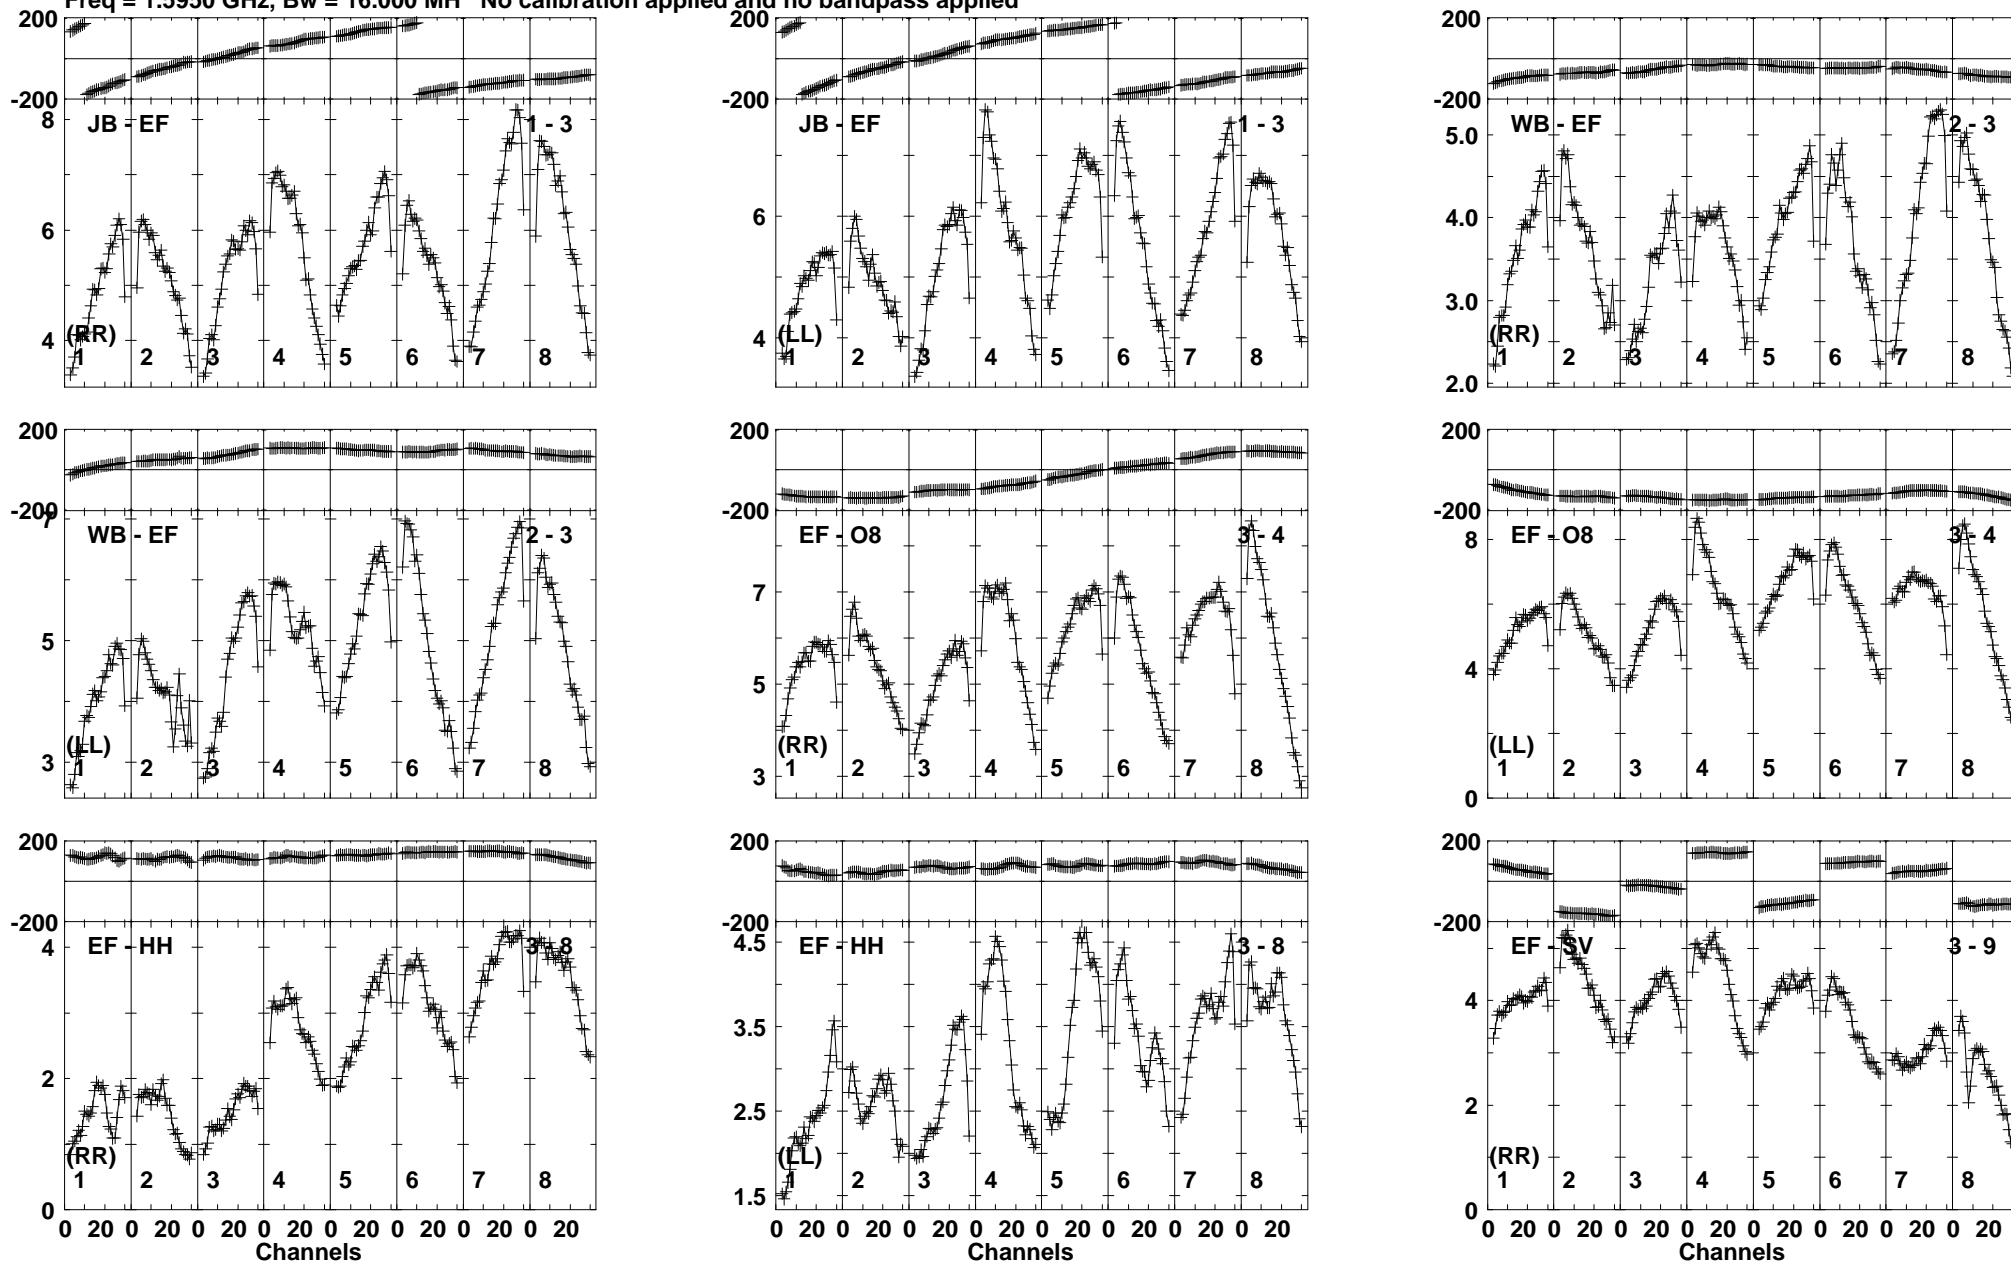 Freq = 1.5950 GHz, Bw = 16.000 MH No calibration applied and no bandpass applied
200
-200
8
6
4
JB - EF
1 - 3
(RR)
1 2 3 4 5 6 7 8
200
-200
6
4
JB - EF
1 - 3
(LL)
1 2 3 4 5 6 7 8
200
-200
5.0
4.0
3.0
2.0
WB - EF
2 - 3
(RR)
1 2 3 4 5 6 7 8
200
-200
7
5
3
WB - EF
2 - 3
(LL)
1 2 3 4 5 6 7 8
200
-200
7
5
3
EF - O8
3 - 4
(RR)
1 2 3 4 5 6 7 8
200
-200
8
4
0
EF - O8
3 - 4
(LL)
1 2 3 4 5 6 7 8
200
-200
4
2
0
EF - HH
3 - 8
(RR)
1 2 3 4 5 6 7 8
0 20 0 20 0 20 0 20 0 20 0 20 0 20 0 20
Channels
200
-200
4.5
3.5
2.5
1.5
EF - HH
3 - 8
(LL)
1 2 3 4 5 6 7 8
0 20 0 20 0 20 0 20 0 20 0 20 0 20 0 20
Channels
200
-200
4
2
0
EF - SV
3 - 9
(RR)
1 2 3 4 5 6 7 8
0 20 0 20 0 20 0 20 0 20 0 20 0 20 0 20
Channels